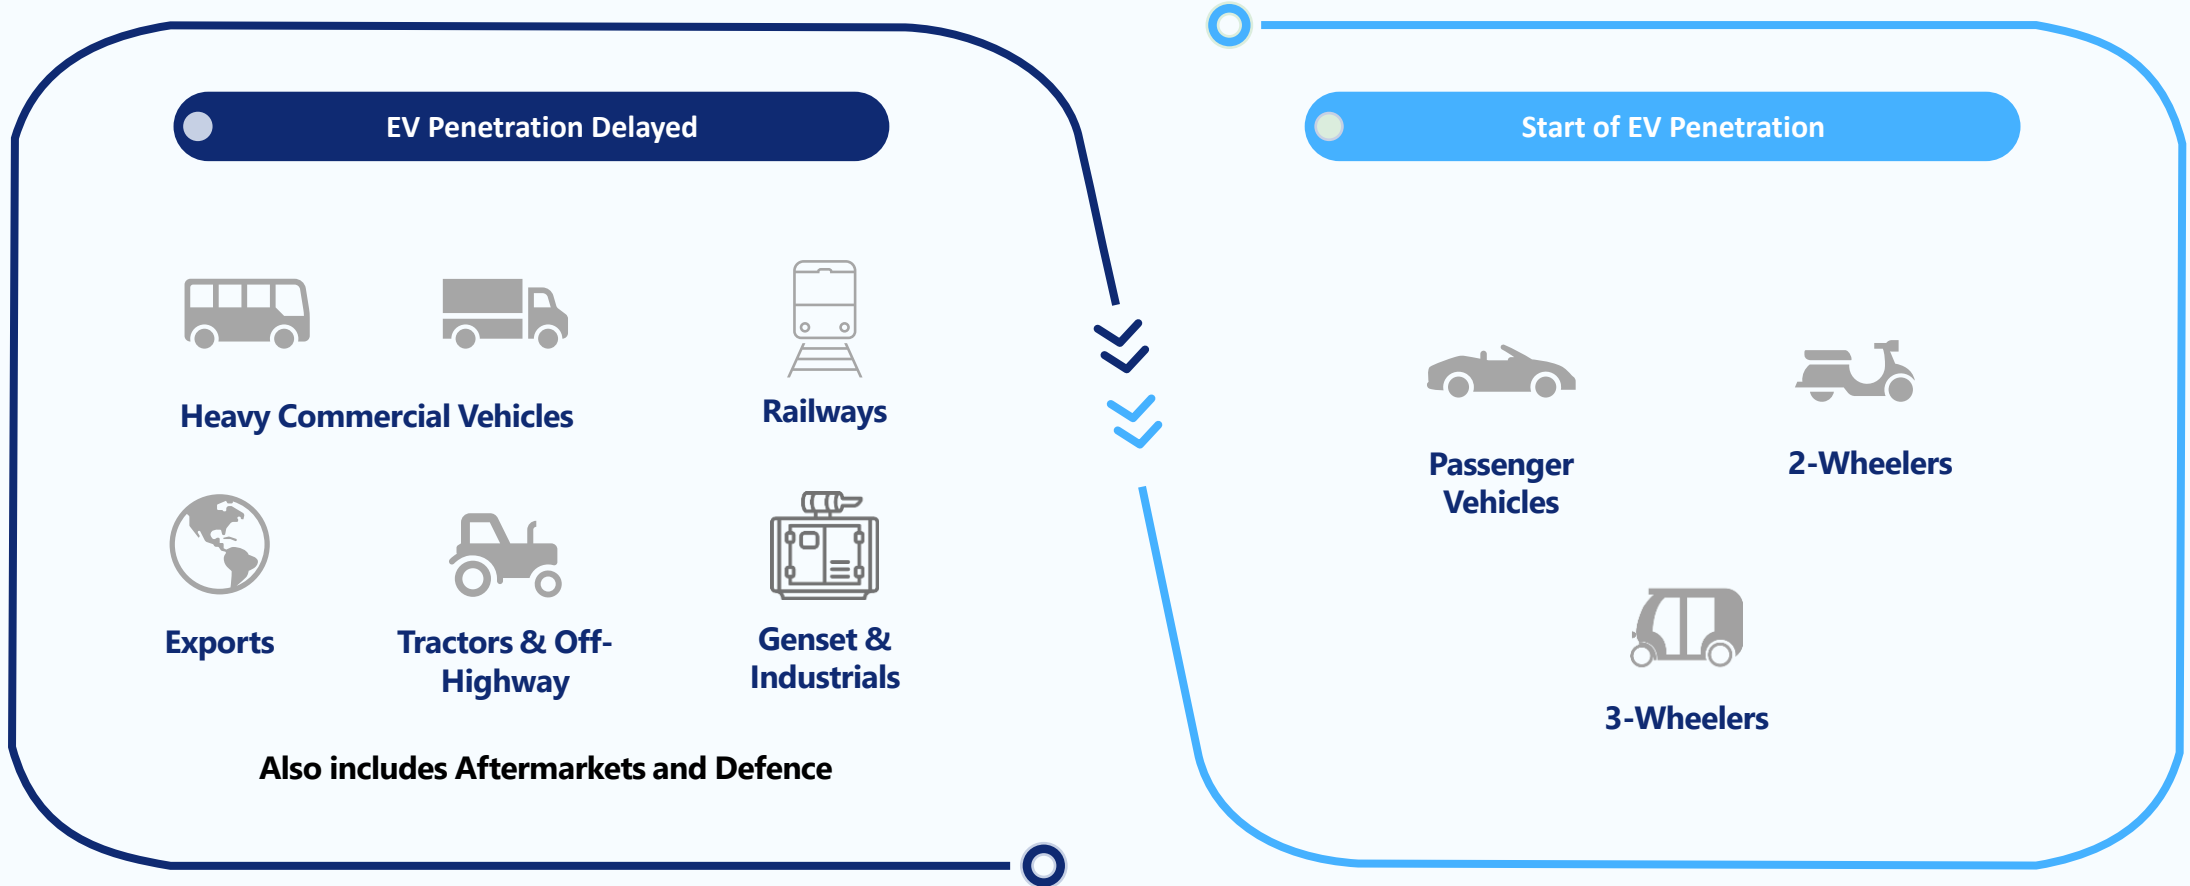 EV Penetration Delayed
Heavy Commercial Vehicles
Railways
Exports
Tractors & Off-
Highway
Genset &
Industrials
Also includes Aftermarkets and Defence
Start of EV Penetration
Passenger
Vehicles
2-Wheelers
3-Wheelers